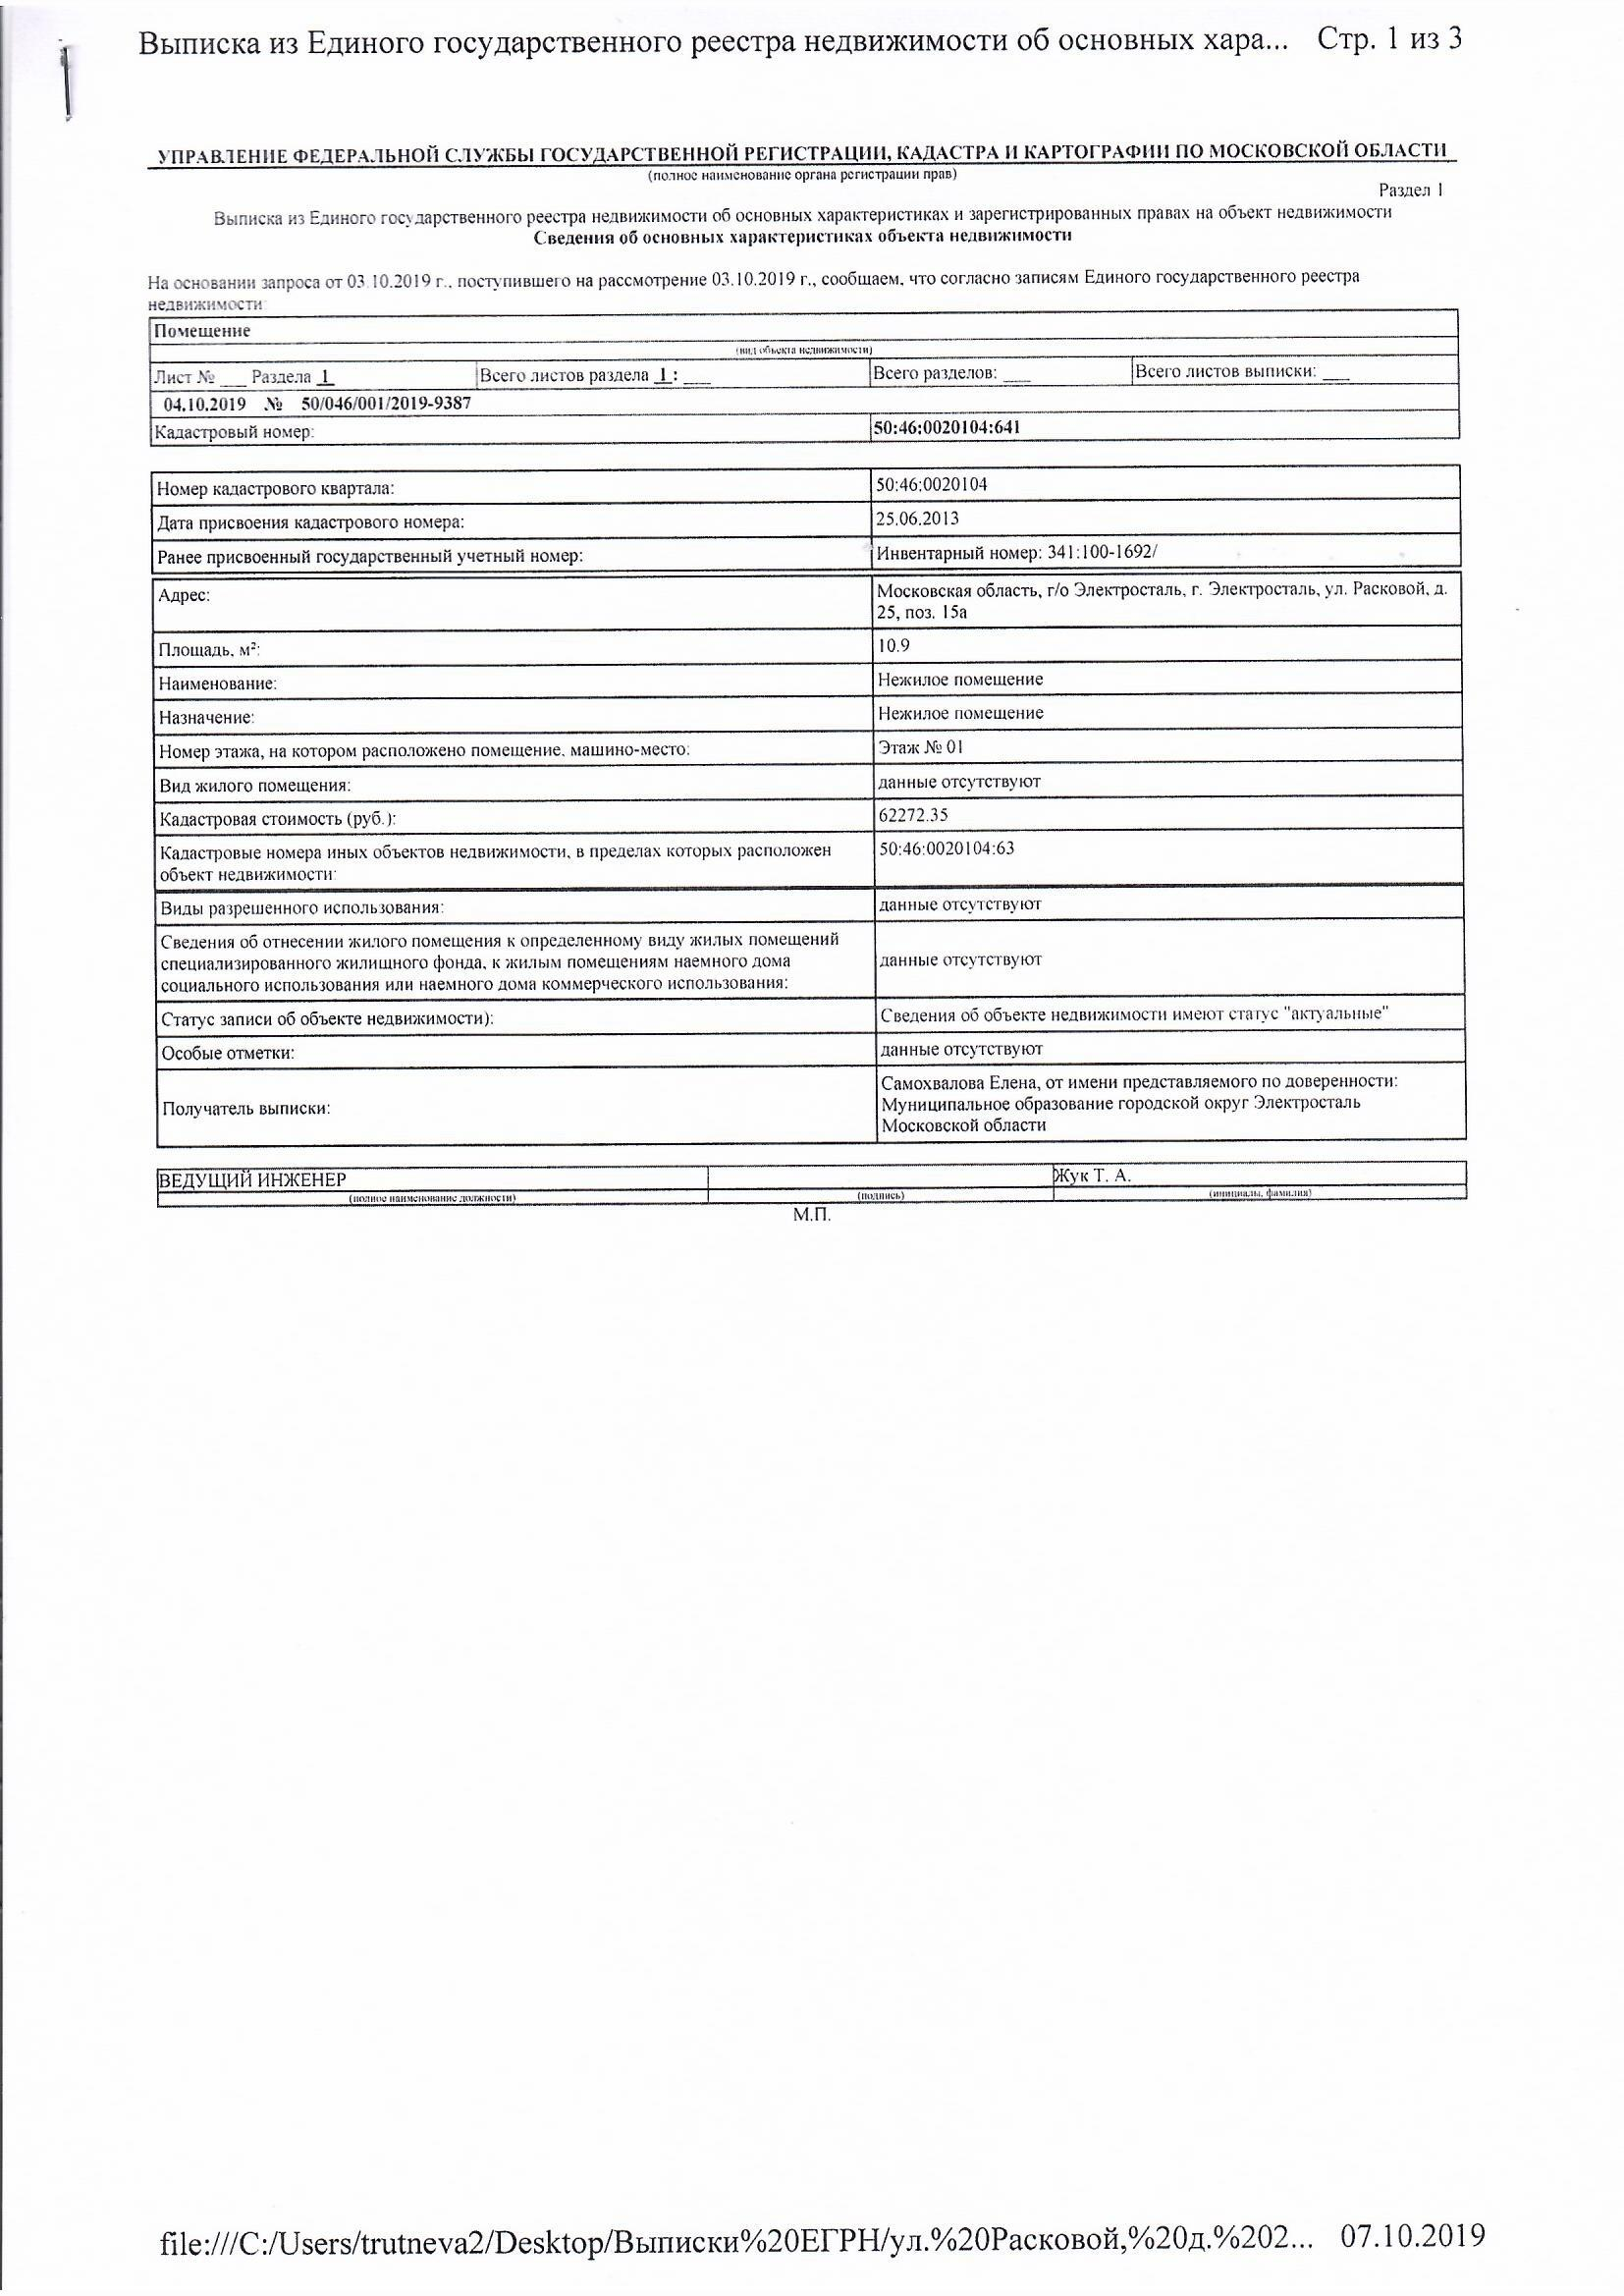 Выписка из Единого государственного реестра недвижимости об основных хара... Стр. 1 из 3
УПРАВЛЕНИЕ ФЕДЕРАЛЬНОЙ СЛУЖБЫ ГОСУДАРСТВЕННОЙ РЕГИСТРАЦИИ, КАДАСТРА И КАРТОГРАФИИ ПО МОСКОВСКОЙ ОБЛАСТИ
(полное наименование органа регистрации прав)
Раздел 1
Выписка из Единого государственного реестра недвижимости об основных характеристиках и зарегистрированных правах на объект недвижимости
Сведения об основных характеристиках объекта недвижимости
На основании запроса от 03.10.2019 г., поступившего на рассмотрение 03.10.2019 г., сообщаем, что согласно записям Единого государственного реестра
недвижимости:
Помещение
(вид объекта недвижимости)
Лист № ___ Раздела 1 Всего листов раздела 1 : ___ Всего разделов: ___ Всего листов выписки: ___
04.10.2019 № 50/046/001/2019-9387
Кадастровый номер: 50:46:0020104:641
Номер кадастрового квартала: 50:46:0020104
Дата присвоения кадастрового номера: 25.06.2013
Ранее присвоенный государственный учетный номер: Инвентарный номер: 341:100-1692/
Адрес: Московская область, г/о Электросталь, г. Электросталь, ул. Расковой, д.
25, поз. 15а
Площадь, м²: 10.9
Наименование: Нежилое помещение
Назначение: Нежилое помещение
Номер этажа, на котором расположено помещение, машино-место: Этаж № 01
Вид жилого помещения: данные отсутствуют
Кадастровая стоимость (руб.): 62272.35
Кадастровые номера иных объектов недвижимости, в пределах которых расположен 50:46:0020104:63
объект недвижимости:
Виды разрешенного использования: данные отсутствуют
Сведения об отнесении жилого помещения к определенному виду жилых помещений
специализированного жилищного фонда, к жилым помещениям наемного дома данные отсутствуют
социального использования или наемного дома коммерческого использования:
Статус записи об объекте недвижимости): Сведения об объекте недвижимости имеют статус "актуальные"
Особые отметки: данные отсутствуют
Получатель выписки: Самохвалова Елена, от имени представляемого по доверенности:
Муниципальное образование городской округ Электросталь
Московской области
ВЕДУЩИЙ ИНЖЕНЕР Жук Т. А.
(полное наименование должности) (подпись) (инициалы, фамилия)
М.П.
file:///C:/Users/trutneva2/Desktop/Выписки%20ЕГРН/ул.%20Расковой,%20д.%202... 07.10.2019